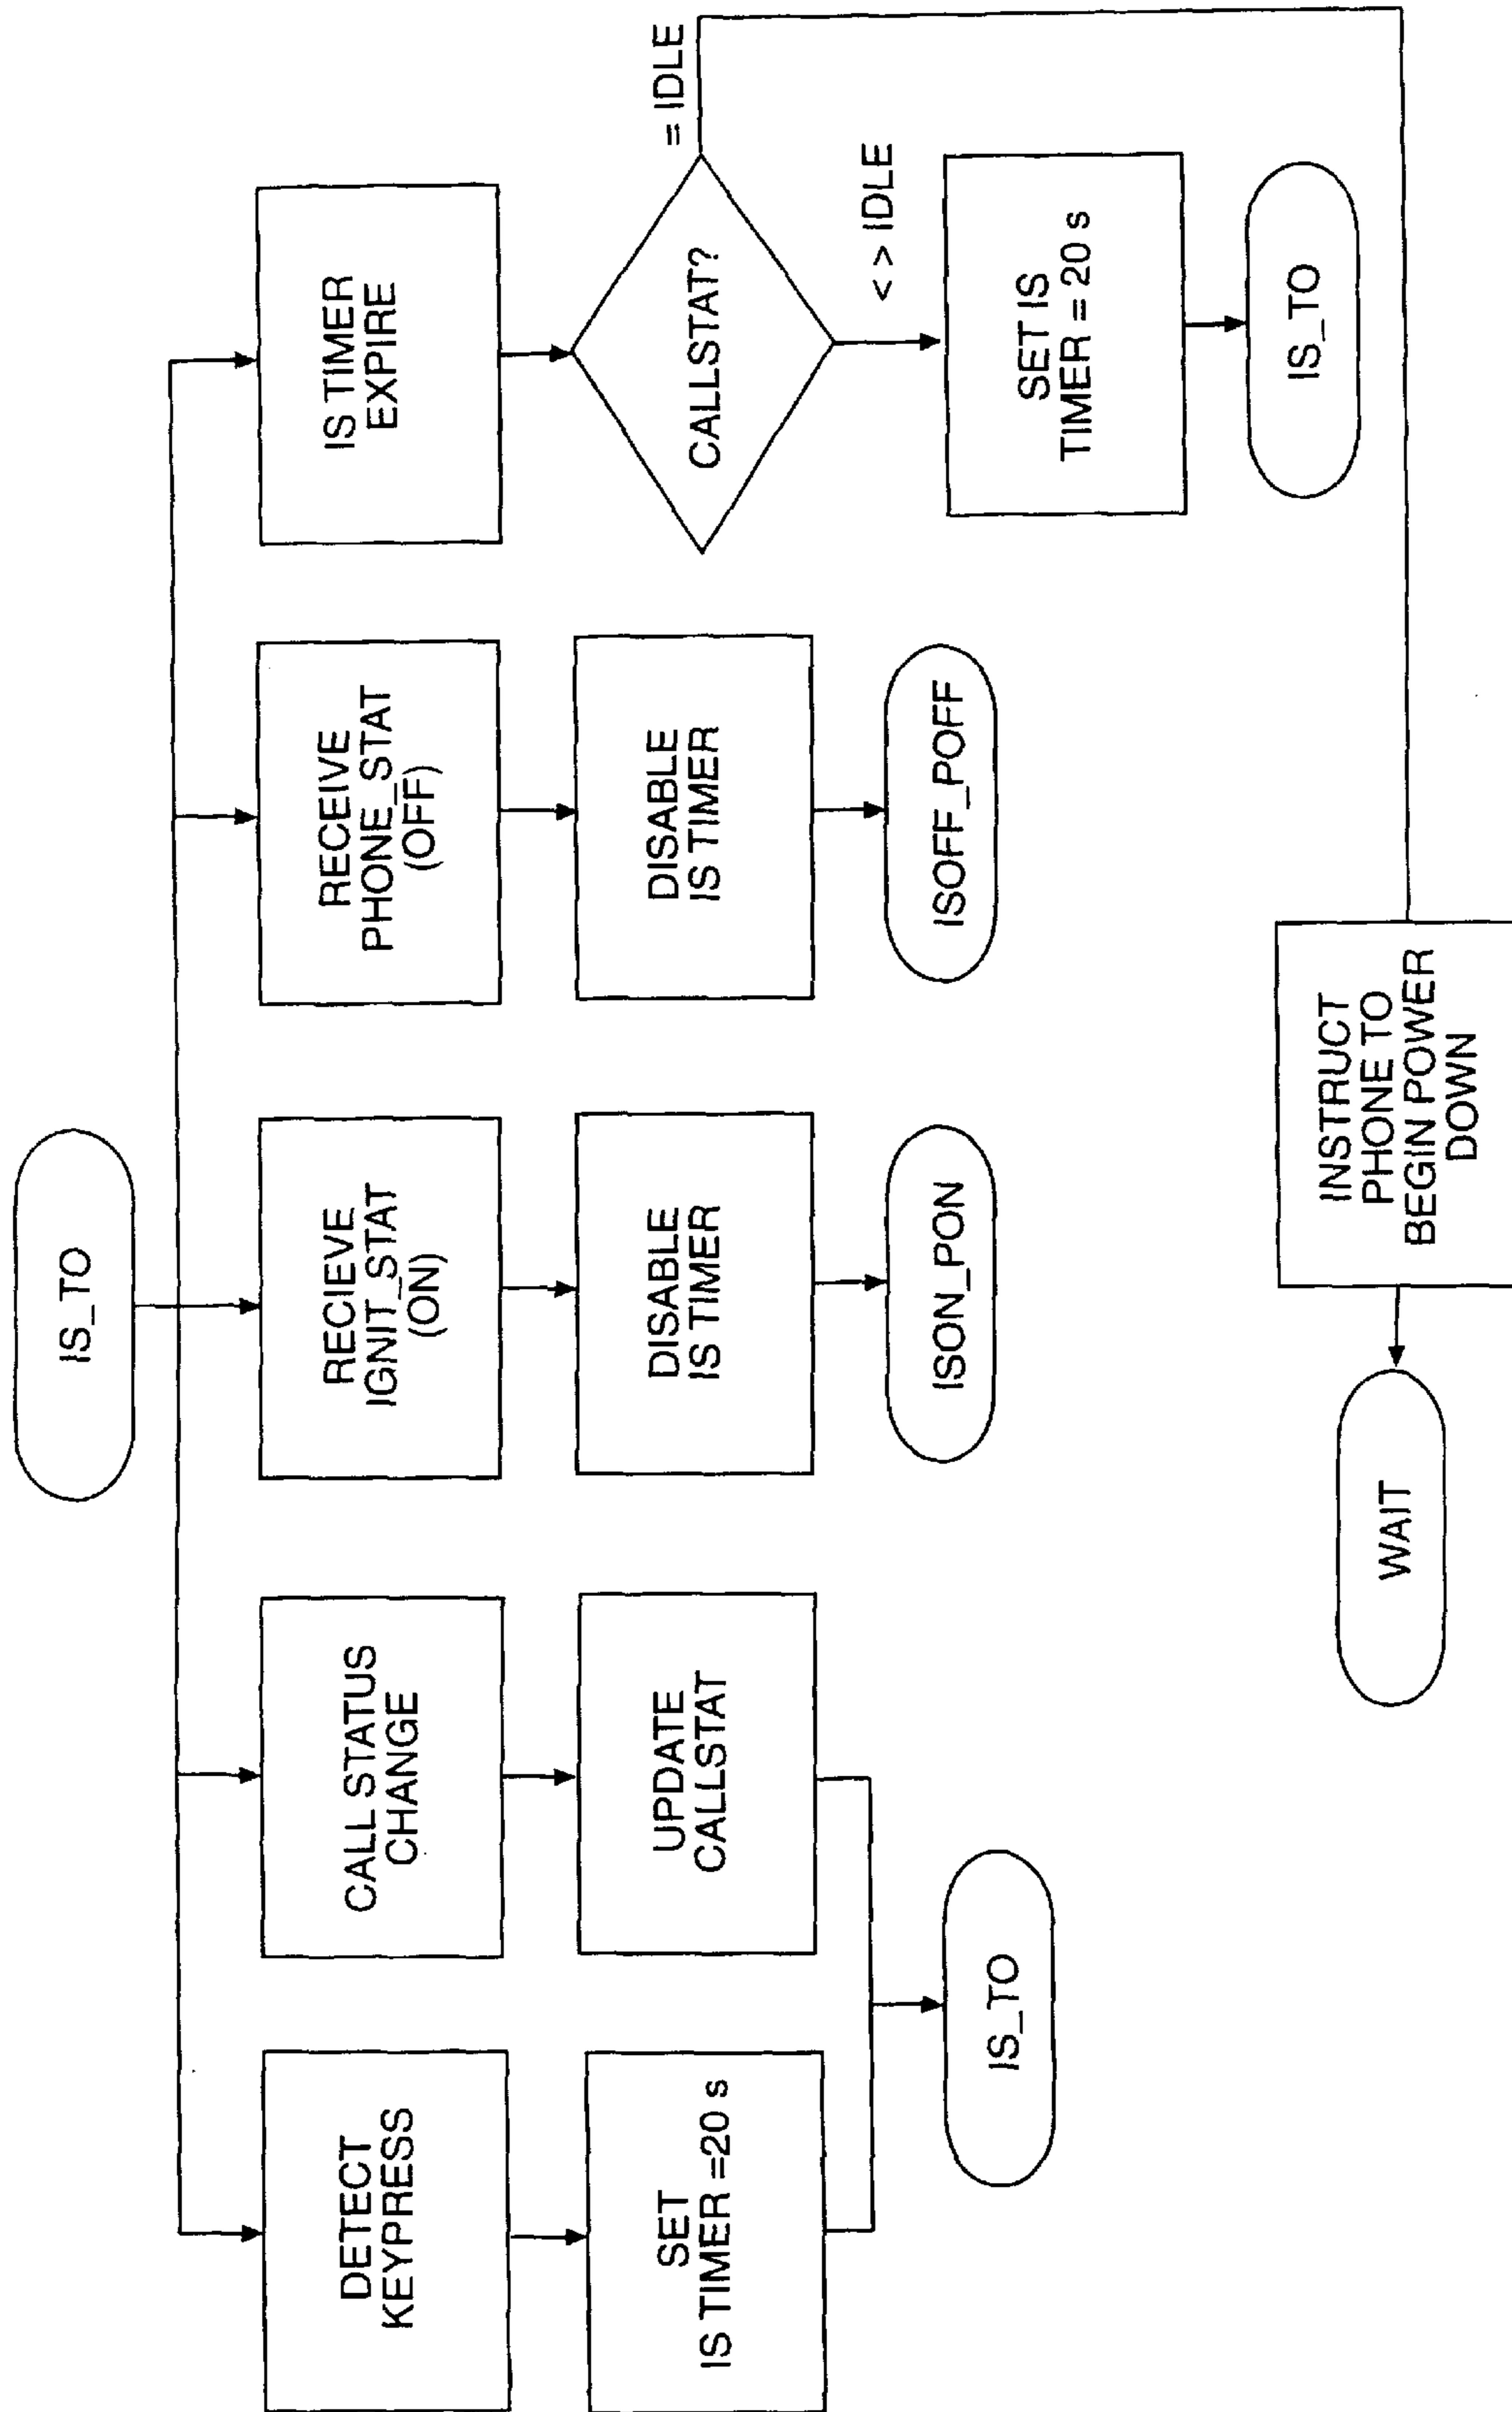 IS_TO
DETECT
KEYPRESS
CALL STATUS
CHANGE
RECIEVE
IGNIT_STAT
(ON)
RECEIVE
PHONE_STAT
(OFF)
IS TIMER
EXPIRE
SET
IS TIMER =20 s
UPDATE
CALLSTAT
DISABLE
IS TIMER
DISABLE
IS TIMER
CALLSTAT?
= IDLE
< > IDLE
IS_TO
ISON_PON
ISOFF_POFF
SET IS
TIMER = 20 s
IS_TO
INSTRUCT
PHONE TO
BEGIN POWER
DOWN
WAIT